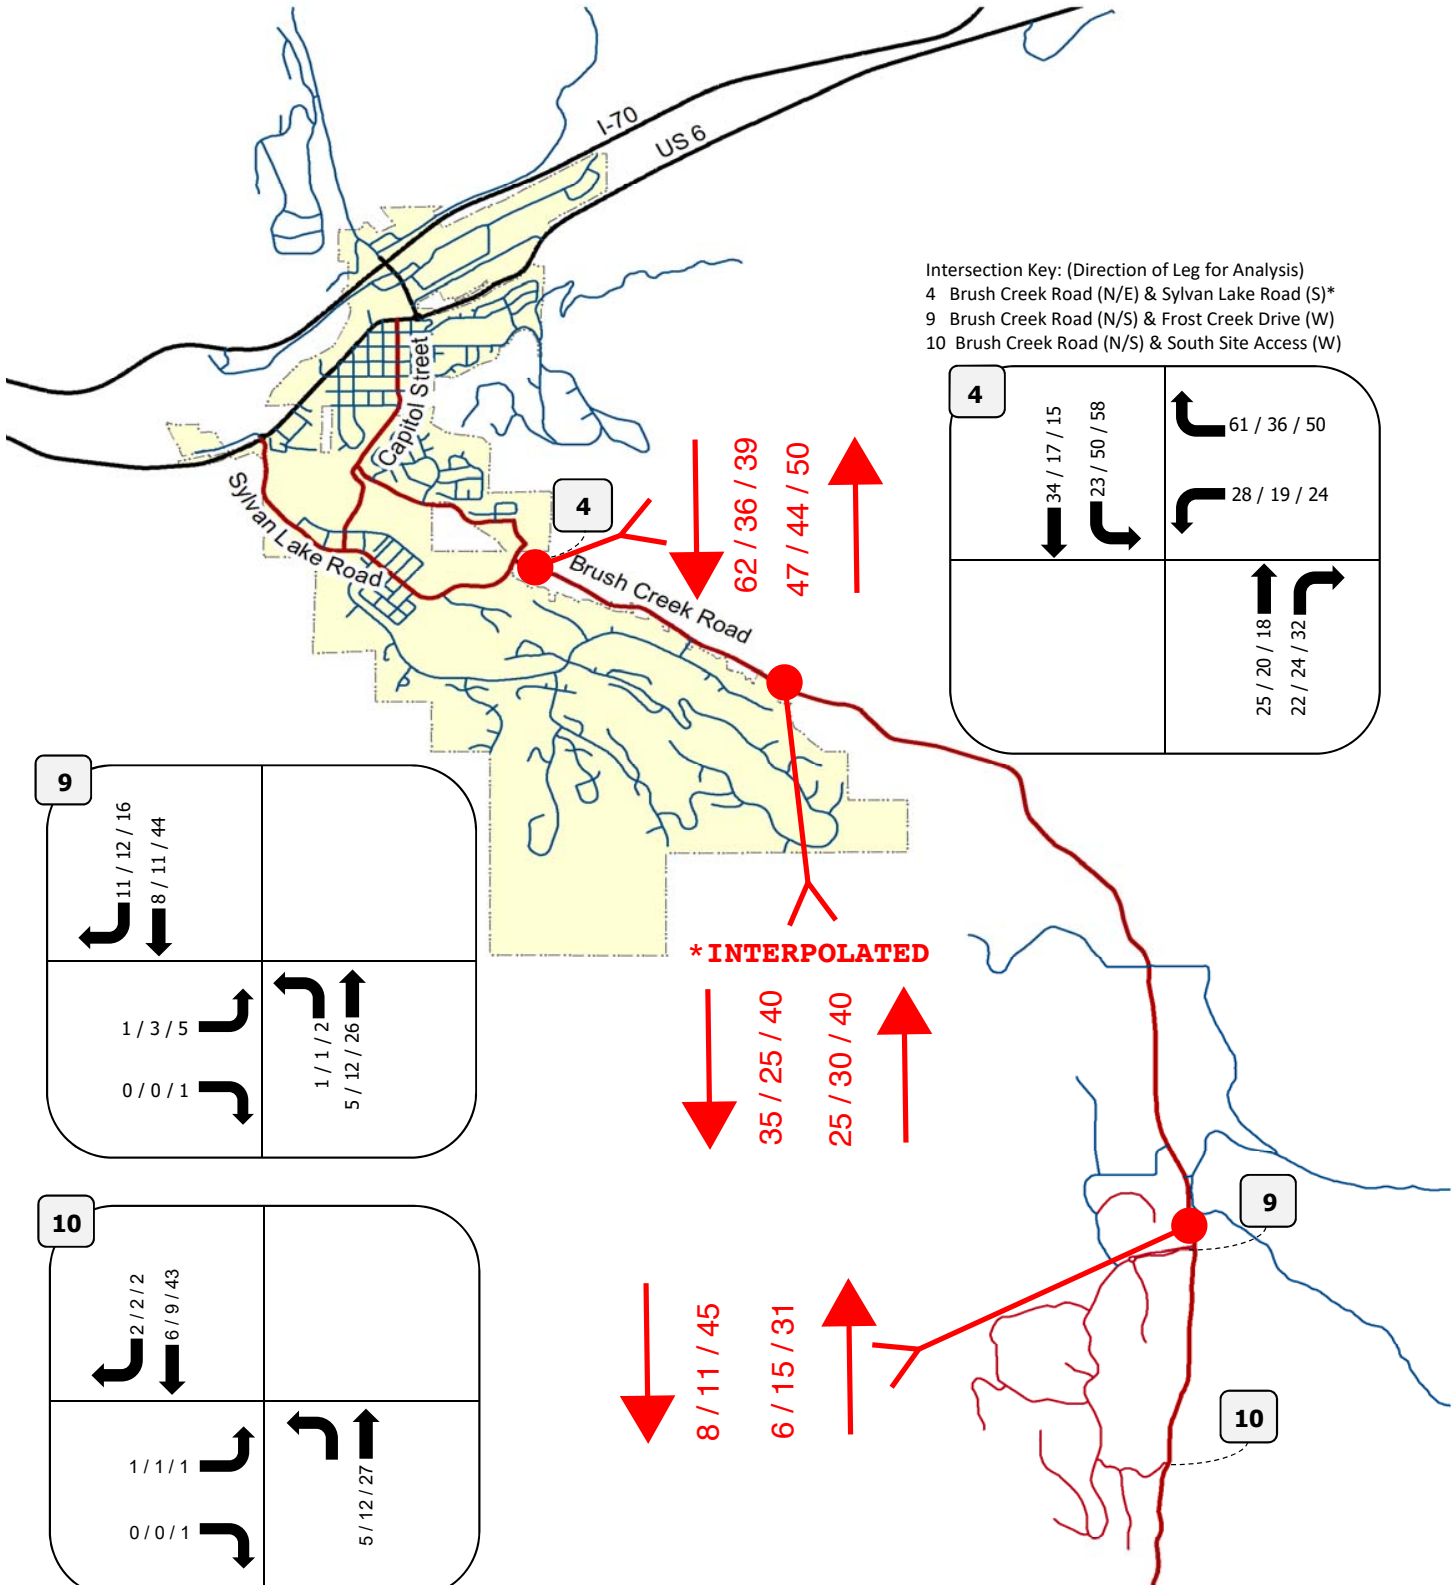 I-70
US 6
Intersection Key: (Direction of Leg for Analysis)
4 Brush Creek Road (N/E) & Sylvan Lake Road (S)*
9 Brush Creek Road (N/S) & Frost Creek Drive (W)
10 Brush Creek Road (N/S) & South Site Access (W)
Capitol Street
Sylvan Lake Road
Brush Creek Road
4
62 / 36 / 39
47 / 44 / 50
4
34 / 17 / 15
23 / 50 / 58
61 / 36 / 50
28 / 19 / 24
25 / 20 / 18
22 / 24 / 32
9
11 / 12 / 16
8 / 11 / 44
1 / 3 / 5
0 / 0 / 1
1 / 1 / 2
5 / 12 / 26
*INTERPOLATED
35 / 25 / 40
25 / 30 / 40
9
10
2 / 2 / 2
6 / 9 / 43
1 / 1 / 1
0 / 0 / 1
5 / 12 / 27
8 / 11 / 45
6 / 15 / 31
10